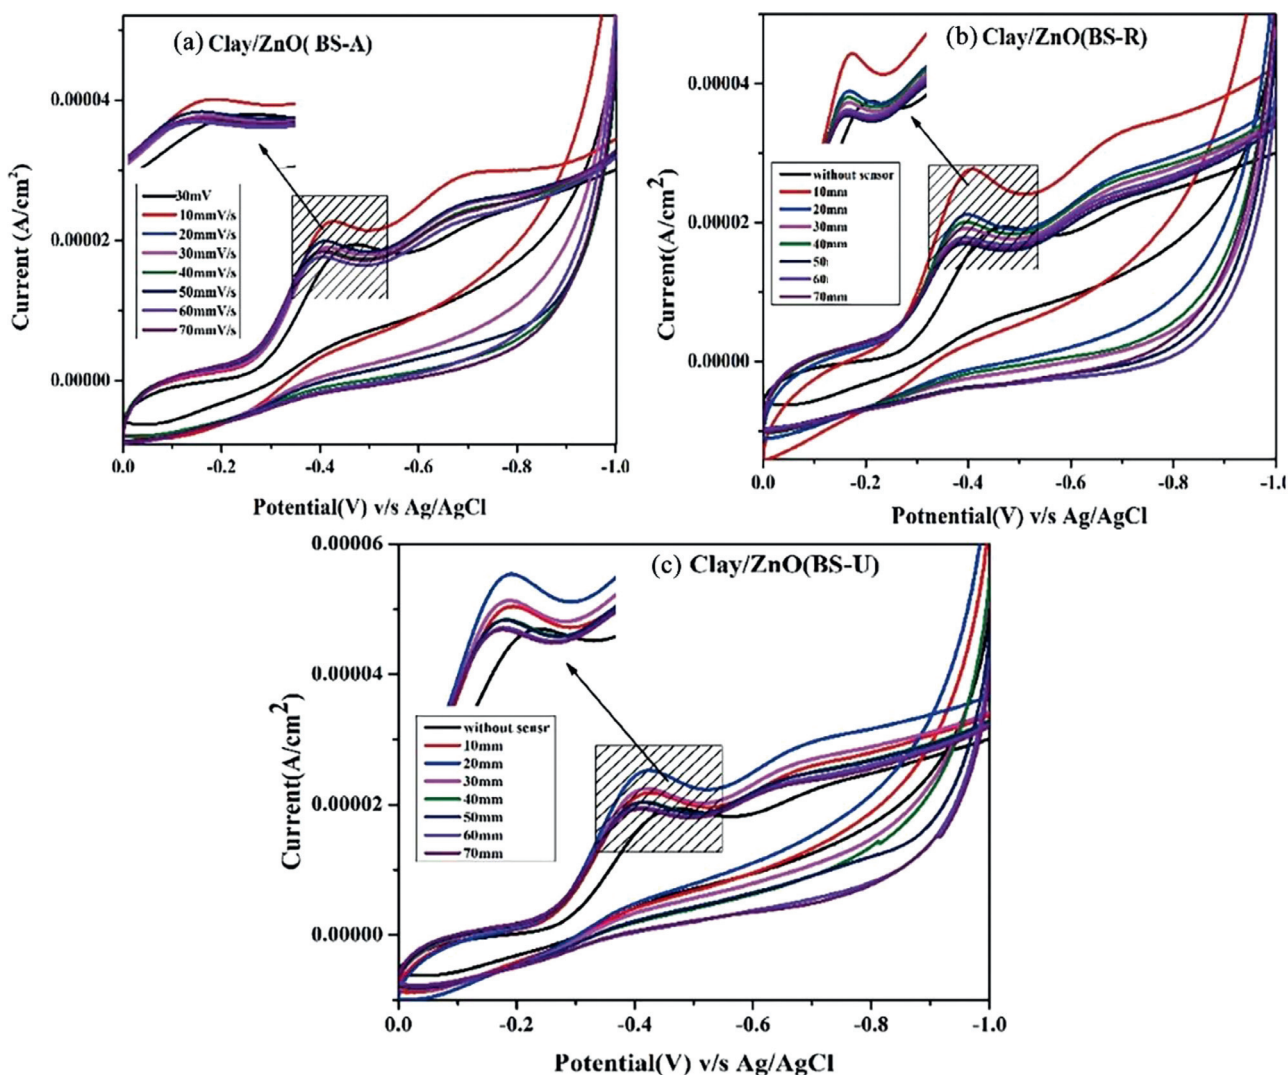 (a) Clay/ZnO( BS-A)
0.00004
0.00002
0.00000
Current (A/cm²)
30mV
10mmV/s
20mmV/s
30mmV/s
40mmV/s
50mmV/s
60mmV/s
70mmV/s
0.0 -0.2 -0.4 -0.6 -0.8 -1.0
Potential(V) v/s Ag/AgCl
(b) Clay/ZnO(BS-R)
0.00004
0.00002
0.00000
Current(A/cm²)
without sensor
10mm
20mm
30mm
40mm
50
60
70mm
0.0 -0.2 -0.4 -0.6 -0.8 -1.0
Potnential(V) v/s Ag/AgCl
(c) Clay/ZnO(BS-U)
0.00006
0.00004
0.00002
0.00000
Current(A/cm²)
without sensr
10mm
20mm
30mm
40mm
50mm
60mm
70mm
0.0 -0.2 -0.4 -0.6 -0.8 -1.0
Potential(V) v/s Ag/AgCl